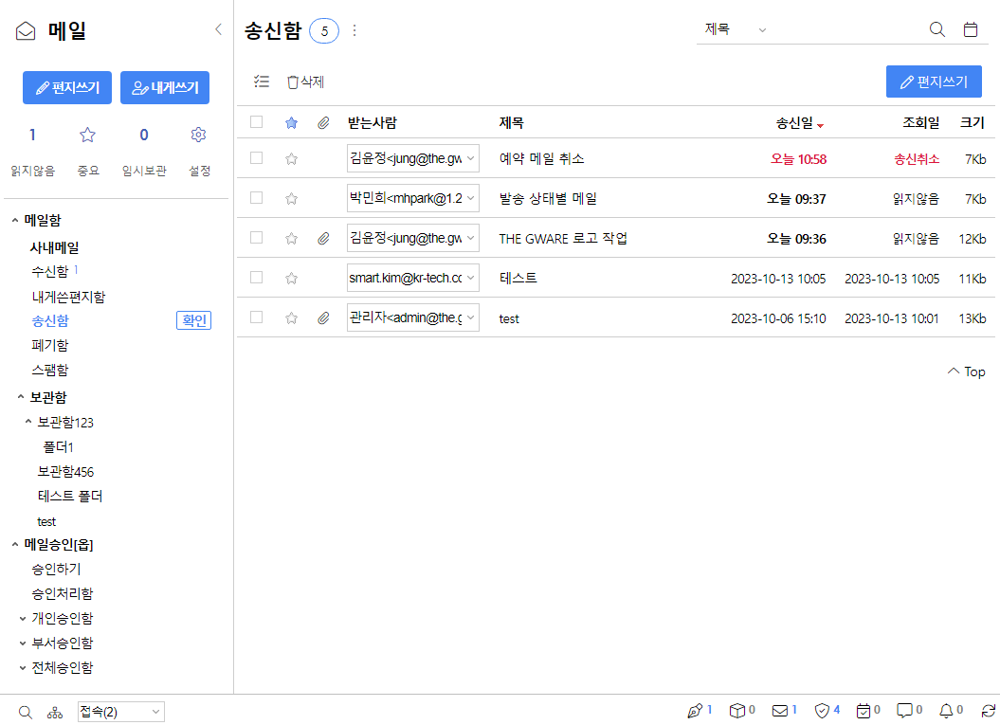 메일
편지쓰기 내게쓰기
1 0
읽지않음 중요 임시보관 설정
메일함
사내메일
수신함 1
내게쓴편지함
송신함 확인
폐기함
스팸함
보관함
보관함123
폴더1
보관함456
테스트 폴더
test
메일승인[옵]
승인하기
승인처리함
개인승인함
부서승인함
전체승인함
송신함 5 제목
삭제 편지쓰기
받는사람 제목 송신일 조회일 크기
김윤정<jung@the.gw 예약 메일 취소 오늘 10:58 송신취소 7Kb
박민희<mhpark@1.2 발송 상태별 메일 오늘 09:37 읽지않음 7Kb
김윤정<jung@the.gw THE GWARE 로고 작업 오늘 09:36 읽지않음 12Kb
smart.kim@kr-tech.cc 테스트 2023-10-13 10:05 2023-10-13 10:05 11Kb
관리자<admin@the.g test 2023-10-06 15:10 2023-10-13 10:01 13Kb
Top
접속(2) 1 0 1 4 0 0 0